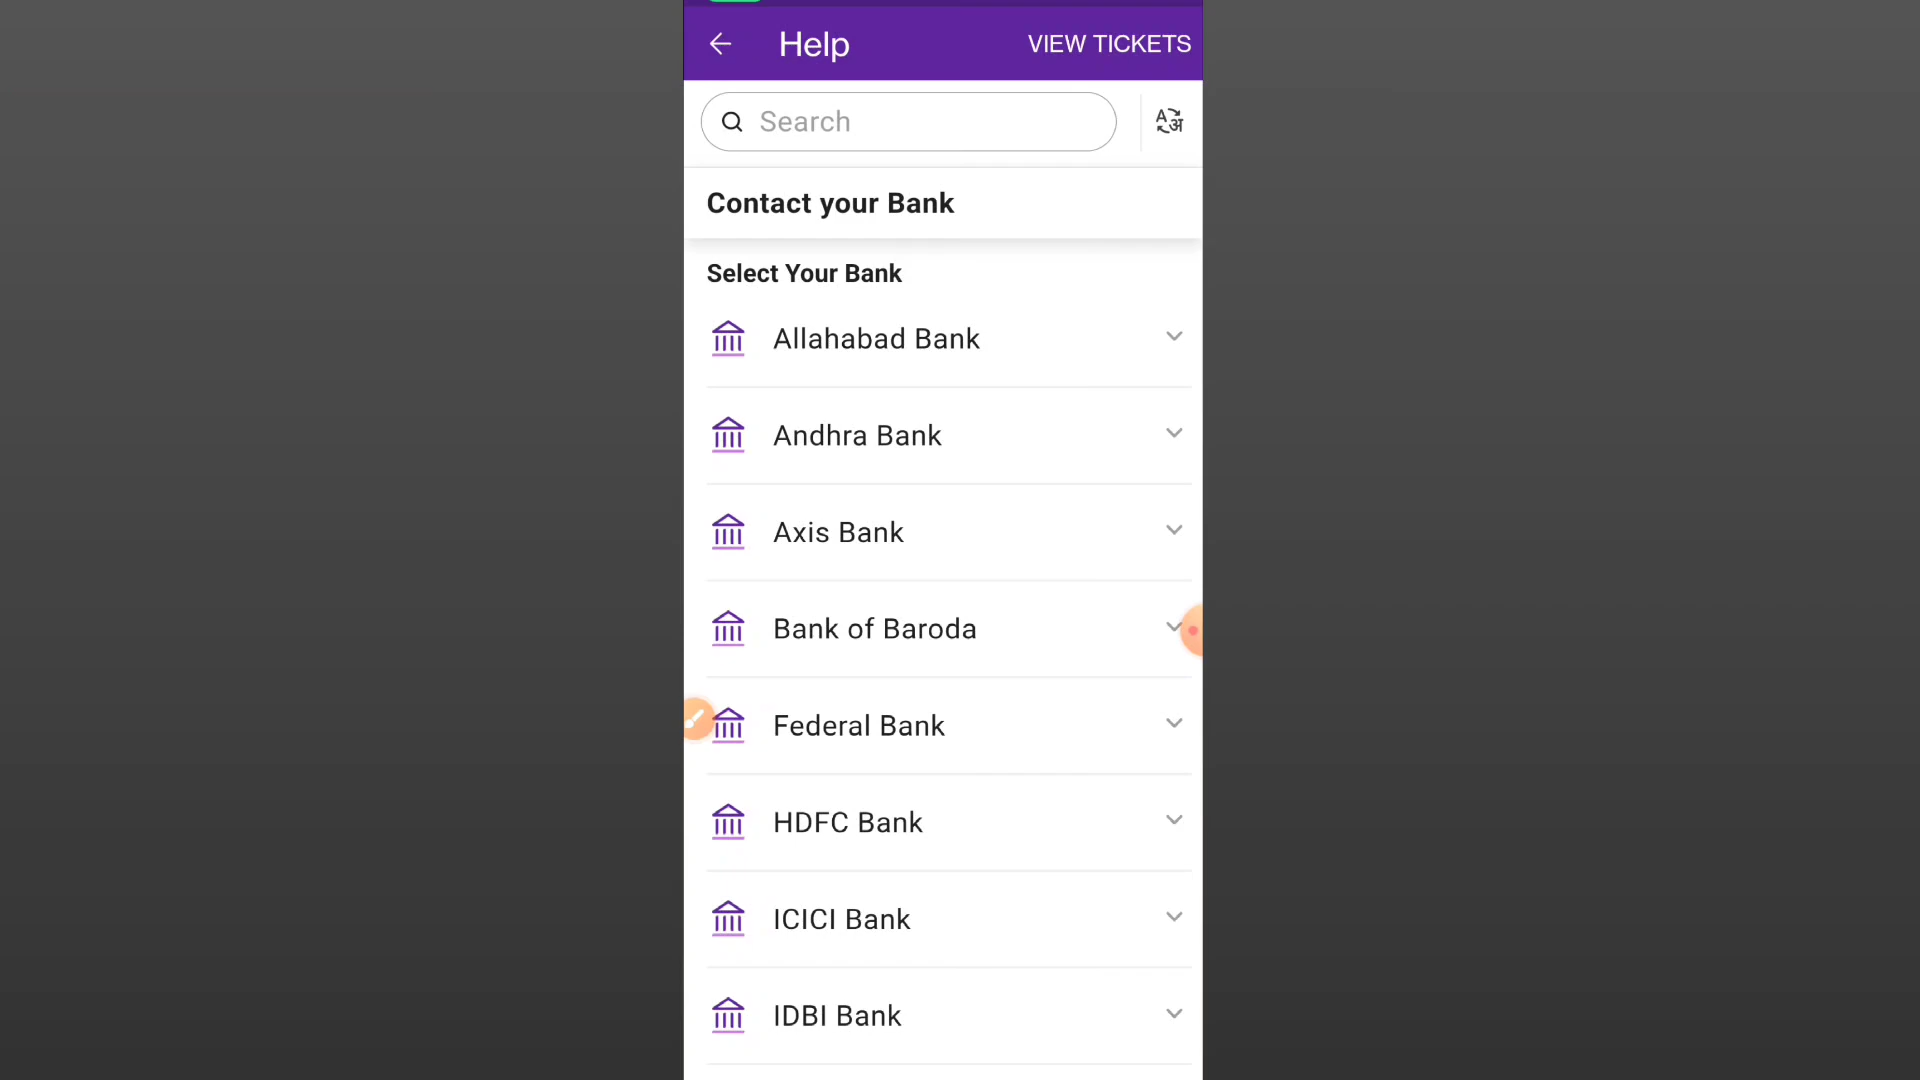 Help
VIEW TICKETS
Search
A अ
Contact your Bank
Select Your Bank
Allahabad Bank
Andhra Bank
Axis Bank
Bank of Baroda
Federal Bank
HDFC Bank
ICICI Bank
IDBI Bank